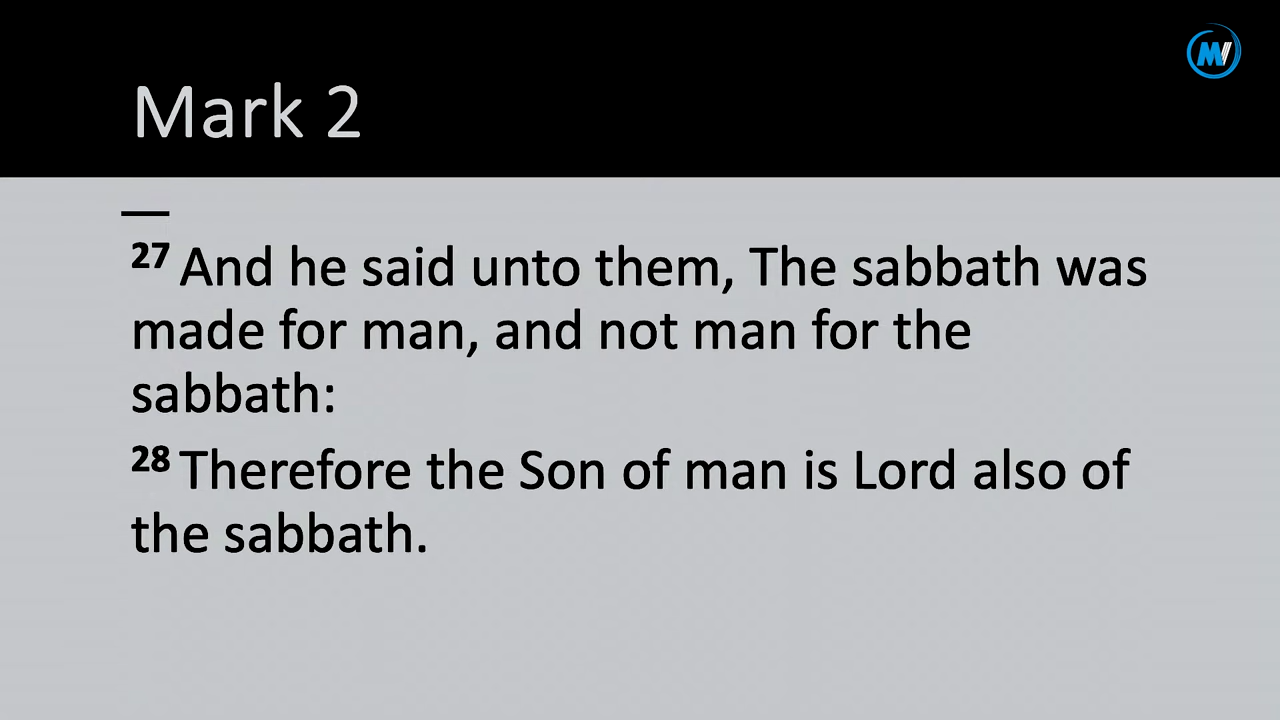 Mark 2
27 And he said unto them, The sabbath was
made for man, and not man for the
sabbath:
28 Therefore the Son of man is Lord also of
the sabbath.